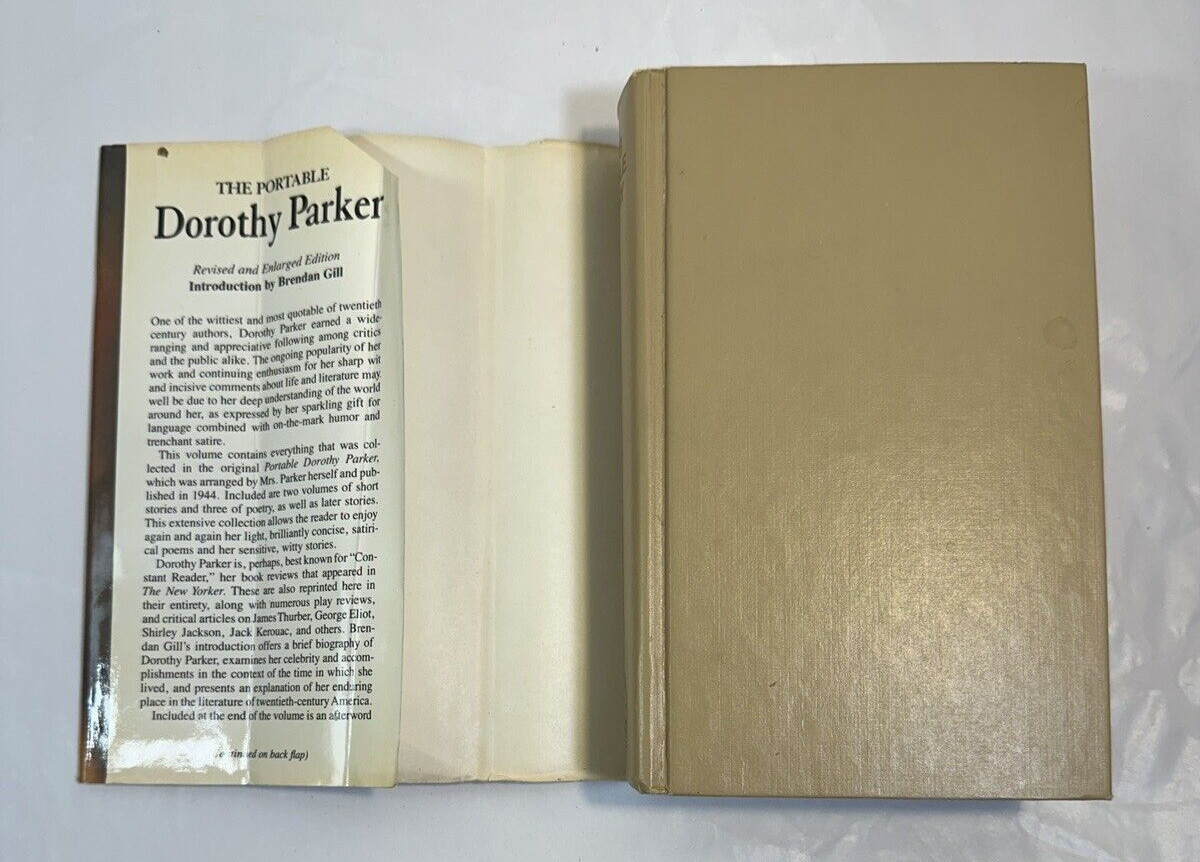 THE PORTABLE
Dorothy Parker
Revised and Enlarged Edition
Introduction by Brendan Gill
One of the wittiest and most quotable of twentieth
century authors, Dorothy Parker earned a wide-
ranging and appreciative following among critics
and the public alike. The ongoing popularity of her
work and continuing enthusiasm for her sharp wit
and incisive comments about life and literature may
well be due to her deep understanding of the world
around her, as expressed by her sparkling gift for
language combined with on-the-mark humor and
trenchant satire.
This volume contains everything that was col-
lected in the original Portable Dorothy Parker,
which was arranged by Mrs. Parker herself and pub-
lished in 1944. Included are two volumes of short
stories and three of poetry, as well as later stories.
This extensive collection allows the reader to enjoy
again and again her light, brilliantly concise, satiri-
cal poems and her sensitive, witty stories.
Dorothy Parker is, perhaps, best known for "Con-
stant Reader," her book reviews that appeared in
The New Yorker. These are also reprinted here in
their entirety, along with numerous play reviews,
and critical articles on James Thurber, George Eliot,
Shirley Jackson, Jack Kerouac, and others. Bren-
dan Gill's introduction offers a brief biography of
Dorothy Parker, examines her celebrity and accom-
plishments in the context of the time in which she
lived, and presents an explanation of her enduring
place in the literature of twentieth-century America.
Included at the end of the volume is an afterword
on back flap)